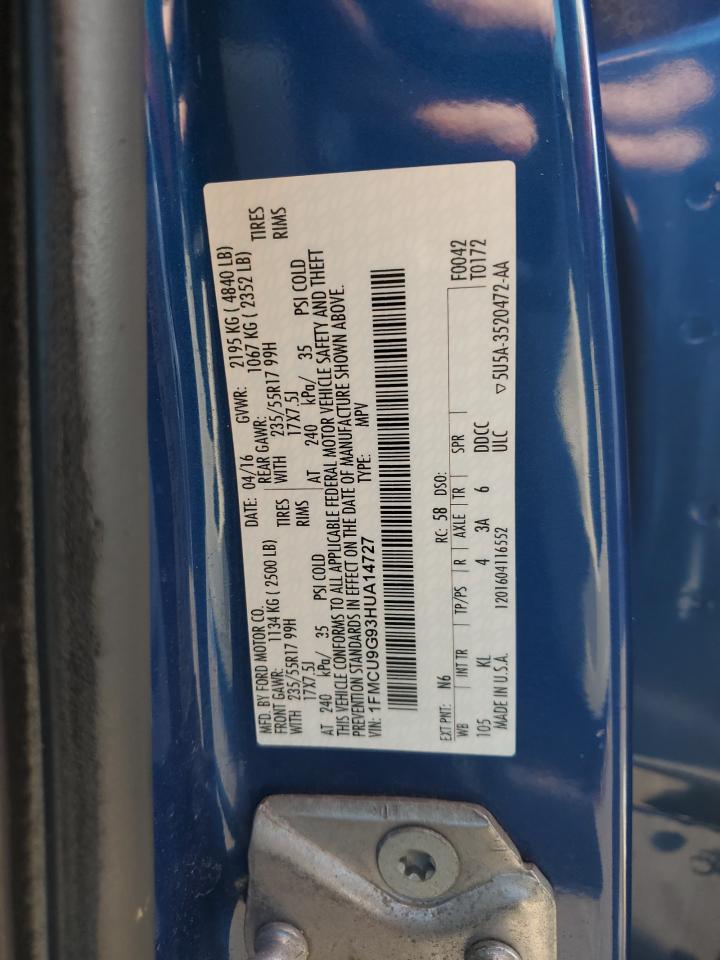 MFD. BY FORD MOTOR CO.
DATE: 04/16 GVWR: 2195 KG ( 4840 LB)
FRONT GAWR: 1134 KG ( 2500 LB) REAR GAWR: 1067 KG ( 2352 LB)
WITH 235/55R17 99H TIRES WITH 235/55R17 99H TIRES
17X7.5J RIMS 17X7.5J RIMS
AT 240 kPa/ 35 PSI COLD AT 240 kPa/ 35 PSI COLD
THIS VEHICLE CONFORMS TO ALL APPLICABLE FEDERAL MOTOR VEHICLE SAFETY AND THEFT
PREVENTION STANDARDS IN EFFECT ON THE DATE OF MANUFACTURE SHOWN ABOVE.
VIN: 1FMCU9G93HUA14727 TYPE: MPV
EXT PNT: N6 RC: 58 DSO: F0042
WB INT TR TP/PS R AXLE TR SPR T0172
105 KL 4 3A 6 DDCC
MADE IN U.S.A. 1201604116552 ULC ▽5U5A-3520472-AA